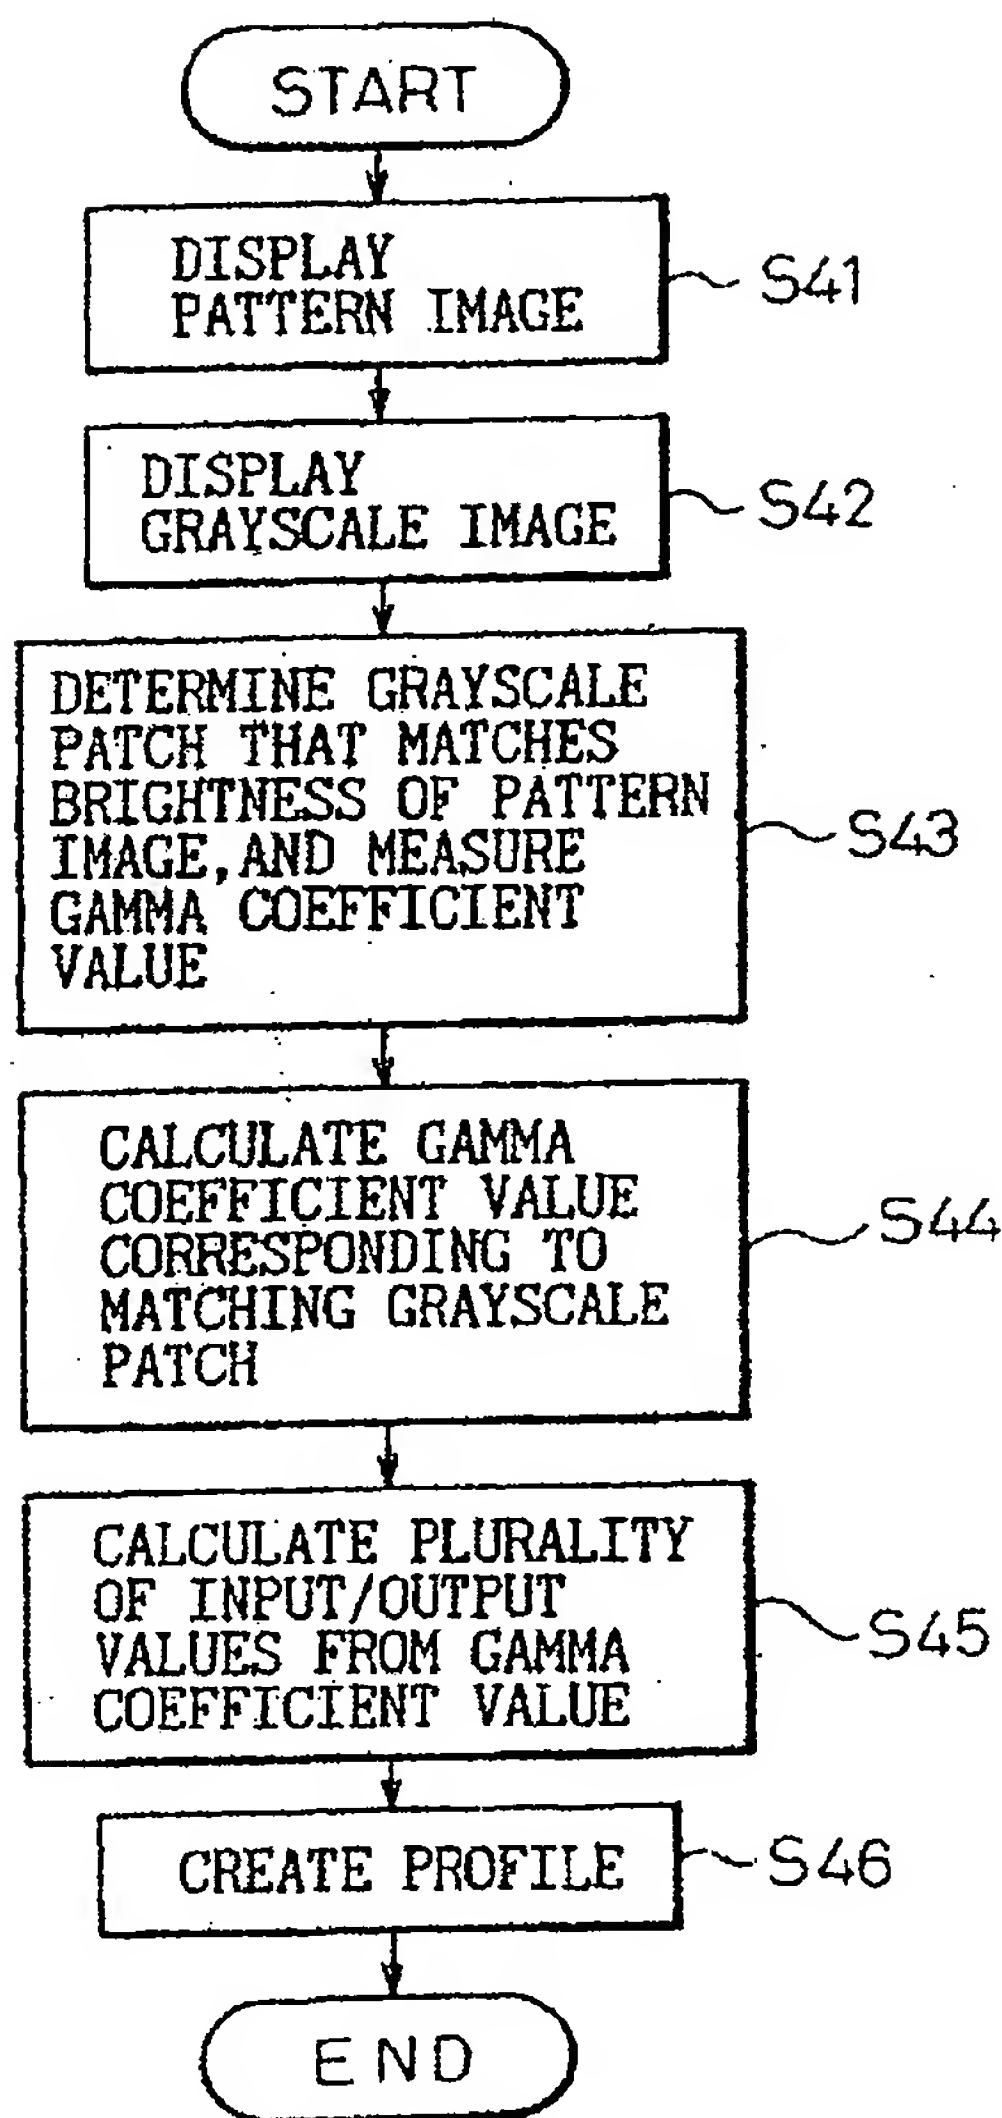 START
DISPLAY
PATTERN IMAGE
S41
DISPLAY
GRAYSCALE IMAGE
S42
DETERMINE GRAYSCALE
PATCH THAT MATCHES
BRIGHTNESS OF PATTERN
IMAGE,AND MEASURE
GAMMA COEFFICIENT
VALUE
S43
CALCULATE GAMMA
COEFFICIENT VALUE
CORRESPONDING TO
MATCHING GRAYSCALE
PATCH
S44
CALCULATE PLURALITY
OF INPUT/OUTPUT
VALUES FROM GAMMA
COEFFICIENT VALUE
S45
CREATE PROFILE
S46
END